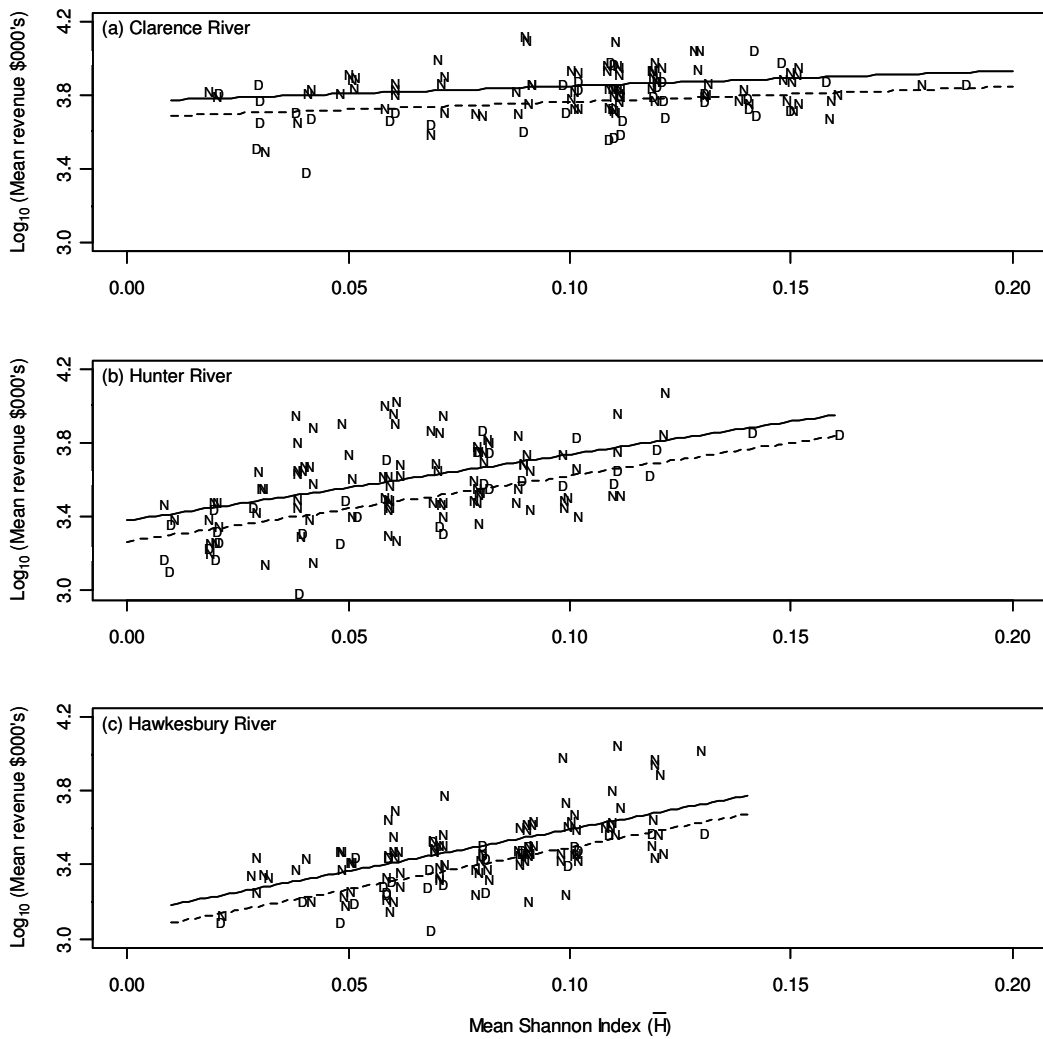 (a) Clarence River
Log10 (Mean revenue $000's)
4.2
3.8
3.4
3.0
0.00 0.05 0.10 0.15 0.20
(b) Hunter River
Log10 (Mean revenue $000's)
4.2
3.8
3.4
3.0
0.00 0.05 0.10 0.15 0.20
(c) Hawkesbury River
Log10 (Mean revenue $000's)
4.2
3.8
3.4
3.0
0.00 0.05 0.10 0.15 0.20
Mean Shannon Index (H̅)